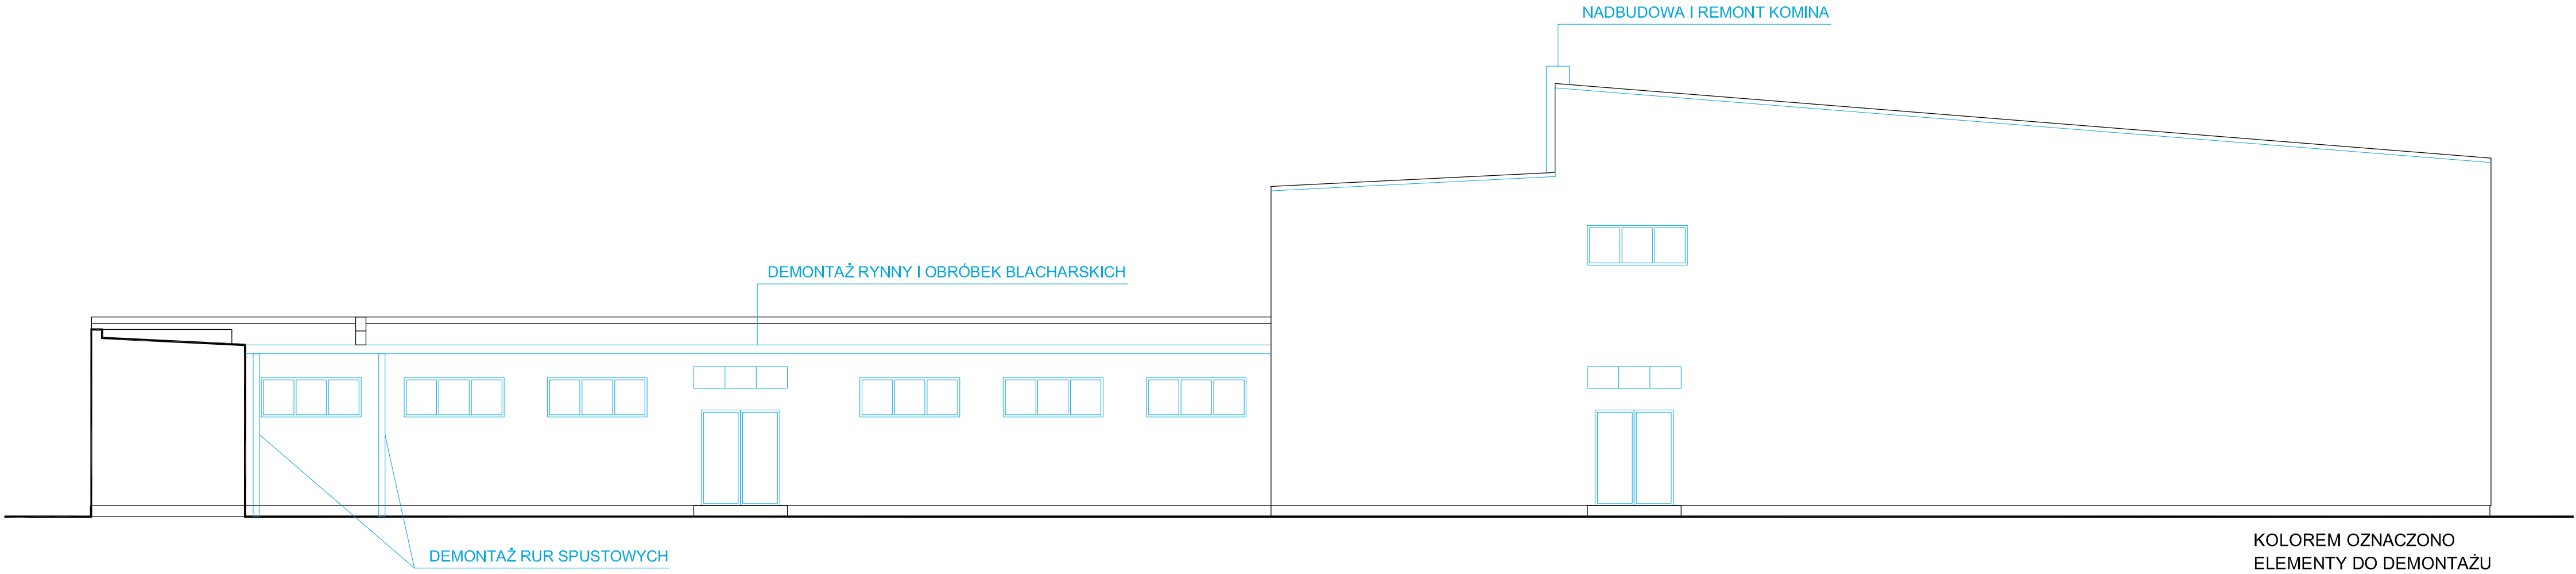 NADBUDOWA I REMONT KOMINA
DEMONTAŻ RYNNY I OBRÓBEK BLACHARSKICH
DEMONTAŻ RUR SPUSTOWYCH
KOLOREM OZNACZONO
ELEMENTY DO DEMONTAŻU